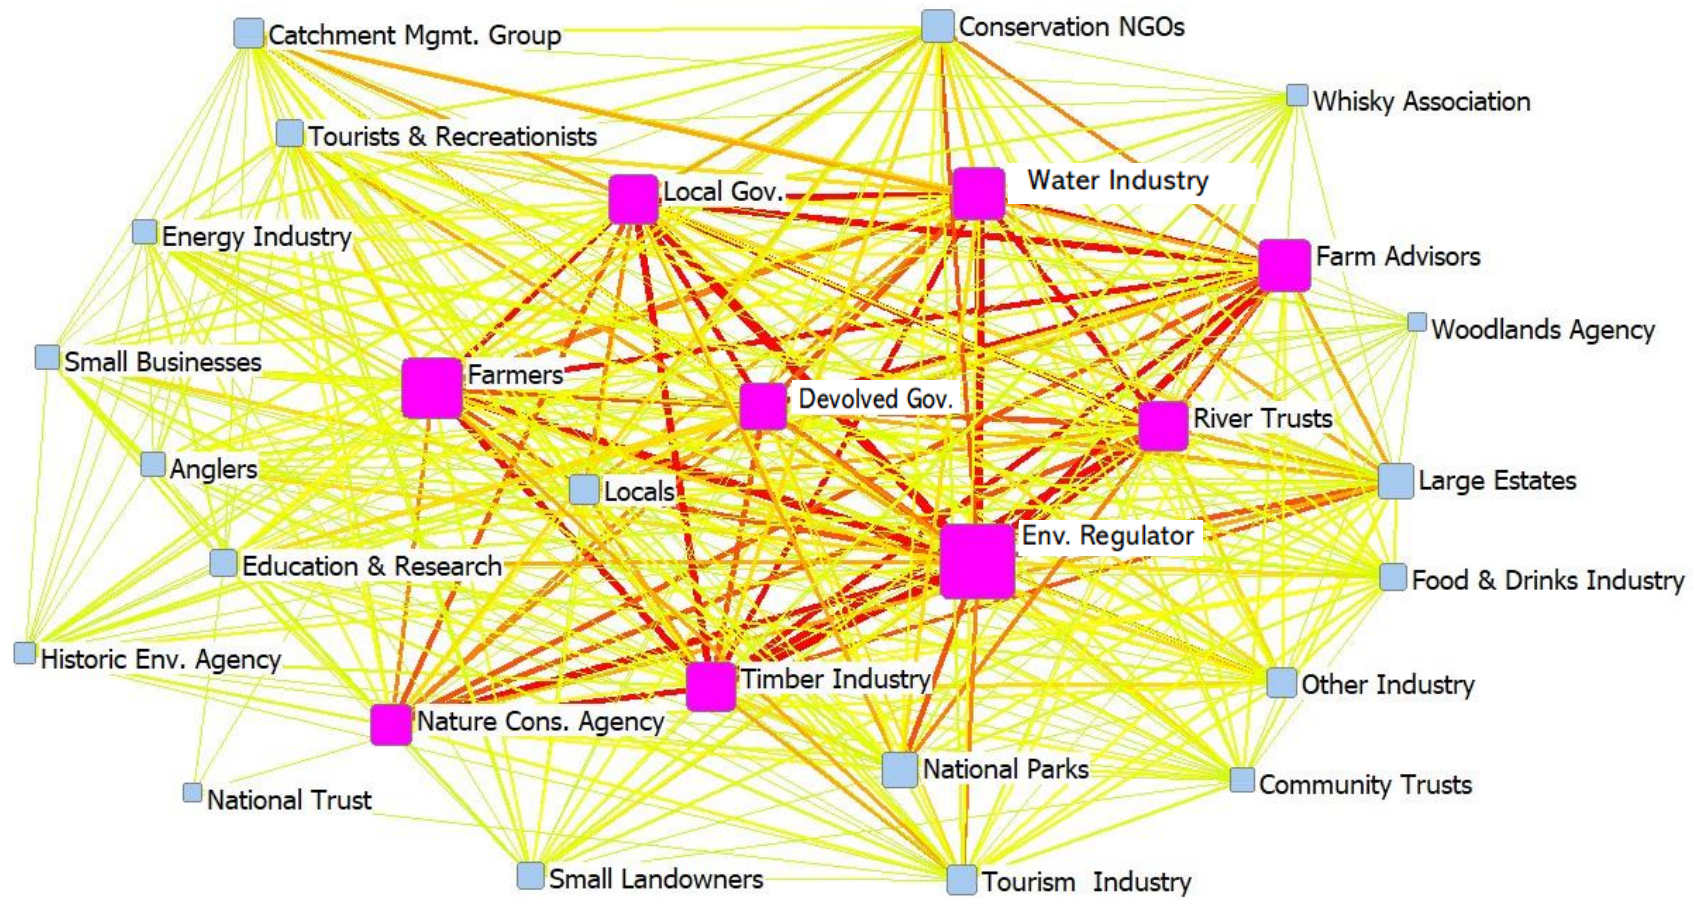 Conservation NGOs
Catchment Mgmt. Group
Whisky Association
Tourists & Recreationists
Water Industry
Local Gov.
Energy Industry
Farm Advisors
Woodlands Agency
Small Businesses
Farmers
Devolved Gov.
River Trusts
Anglers
Large Estates
Locals
Env. Regulator
Education & Research
Food & Drinks Industry
Historic Env. Agency
Timber Industry
Other Industry
Nature Cons. Agency
National Parks
Community Trusts
National Trust
Small Landowners
Tourism  Industry